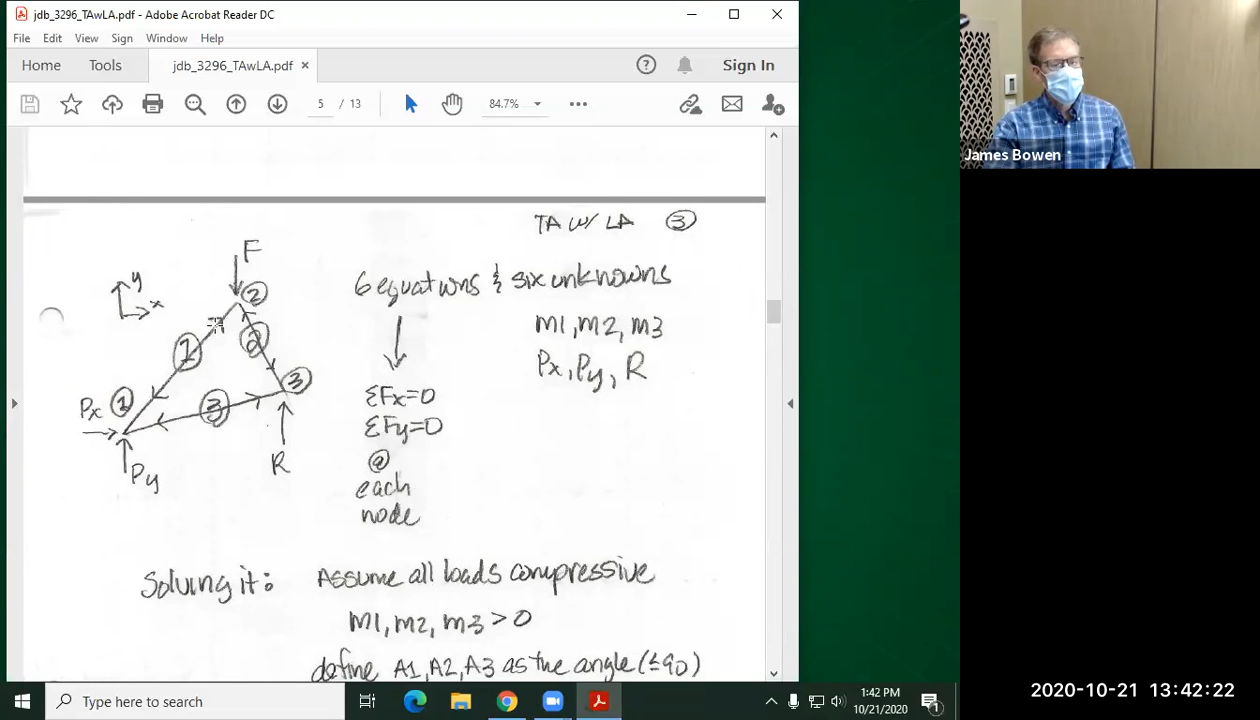 jdb_3296_TAwLA.pdf - Adobe Acrobat Reader DC
File Edit View Sign Window Help
Home Tools jdb_3296_TAwLA.pdf × Sign In
5 / 13 84.7%
James Bowen
TA w/ LA 3
F
y
x
2
1
2
3
1
3
Px
Py
R
6 equations & six unknowns
m1, m2, m3
Px, Py, R
ΣFx=0
ΣFy=0
@
each
node
Solving it: Assume all loads compressive
m1, m2, m3 > 0
define A1, A2, A3 as the angle (≤90)
Type here to search
1:42 PM
10/21/2020
1
2020-10-21 13:42:22